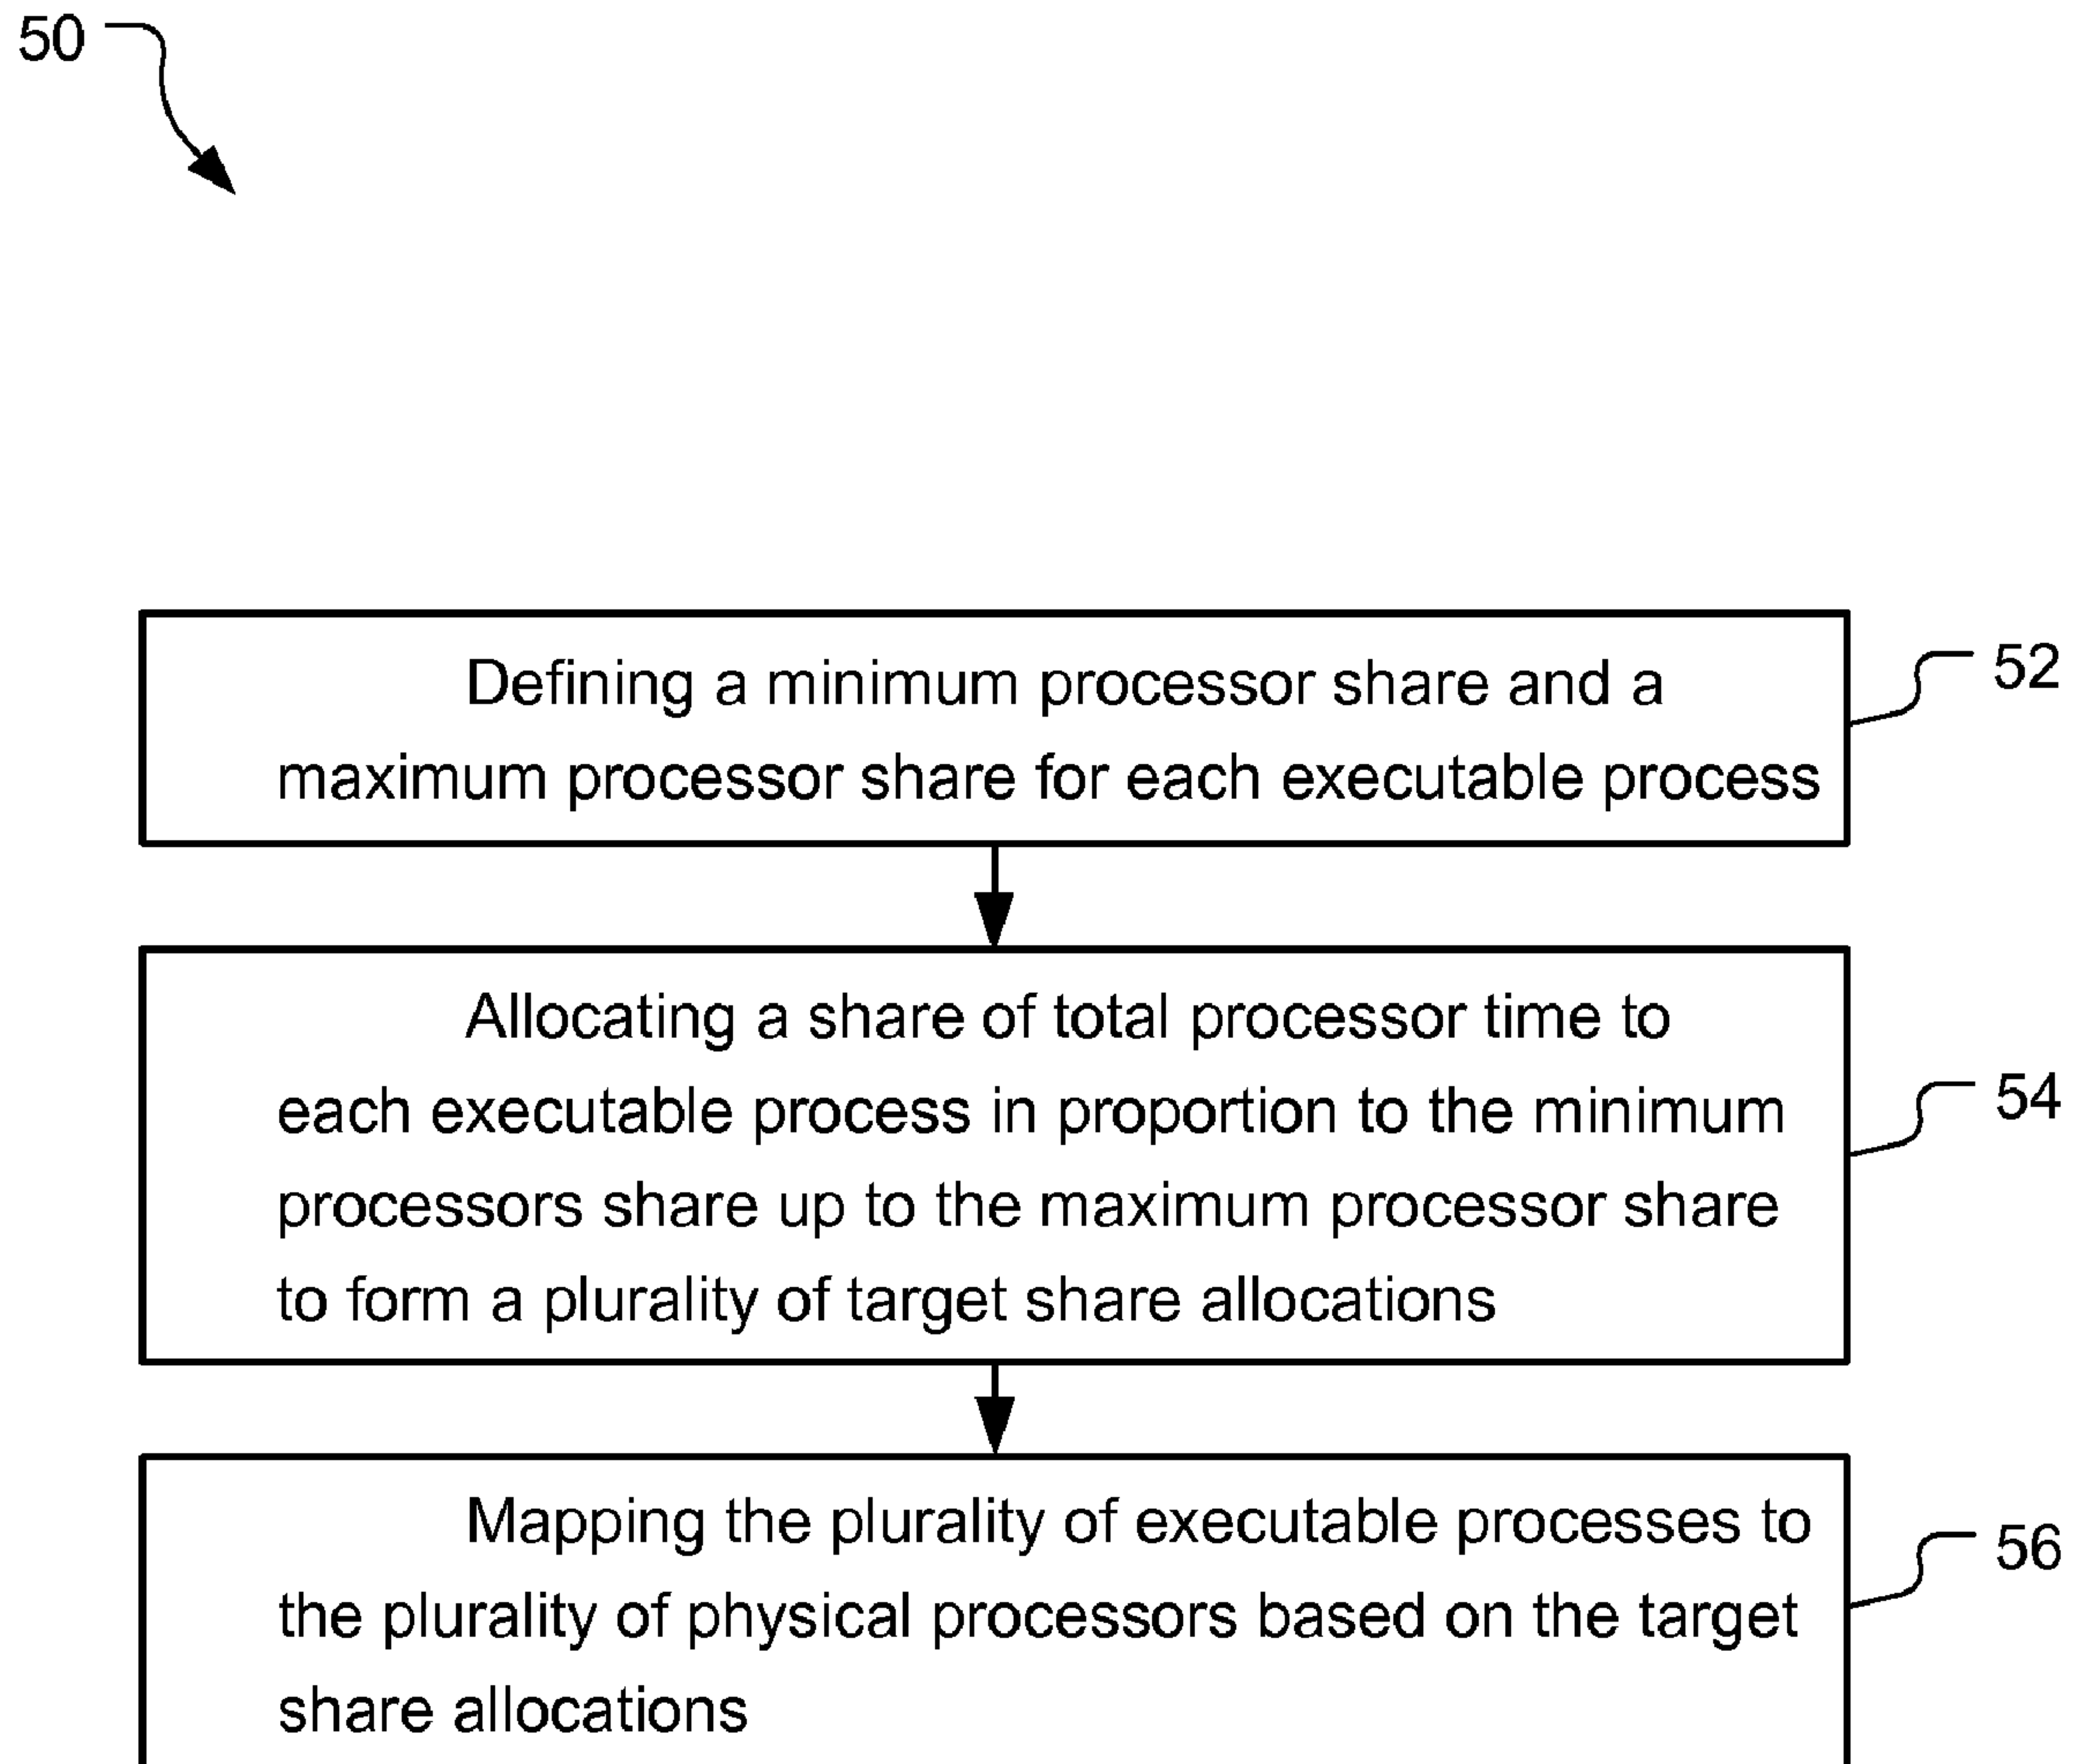 50
Defining a minimum processor share and a
maximum processor share for each executable process
52
Allocating a share of total processor time to
each executable process in proportion to the minimum
processors share up to the maximum processor share
to form a plurality of target share allocations
54
Mapping the plurality of executable processes to
the plurality of physical processors based on the target
share allocations
56